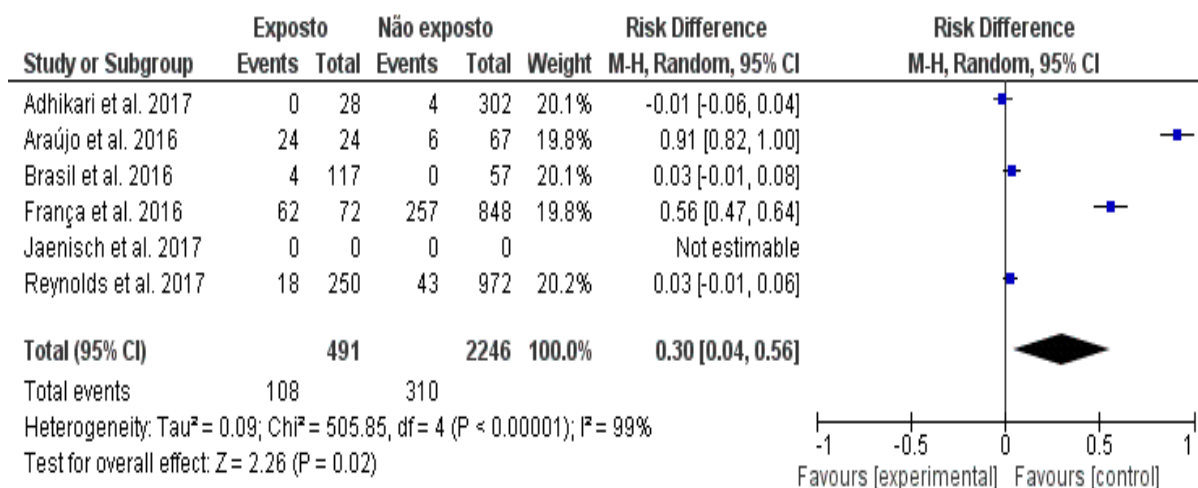 Exposto Não exposto Risk Difference Risk Difference
Study or Subgroup Events Total Events Total Weight M-H, Random, 95% CI M-H, Random, 95% CI
Adhikari et al. 2017 0 28 4 302 20.1% -0.01 [-0.06, 0.04]
Araújo et al. 2016 24 24 6 67 19.8% 0.91 [0.82, 1.00]
Brasil et al. 2016 4 117 0 57 20.1% 0.03 [-0.01, 0.08]
França et al. 2016 62 72 257 848 19.8% 0.56 [0.47, 0.64]
Jaenisch et al. 2017 0 0 0 0 Not estimable
Reynolds et al. 2017 18 250 43 972 20.2% 0.03 [-0.01, 0.06]
Total (95% CI) 491 2246 100.0% 0.30 [0.04, 0.56]
Total events 108 310
Heterogeneity: Tau² = 0.09; Chi² = 505.85, df = 4 (P < 0.00001); I² = 99%
Test for overall effect: Z = 2.26 (P = 0.02)
-1 -0.5 0 0.5 1
Favours [experimental] Favours [control]